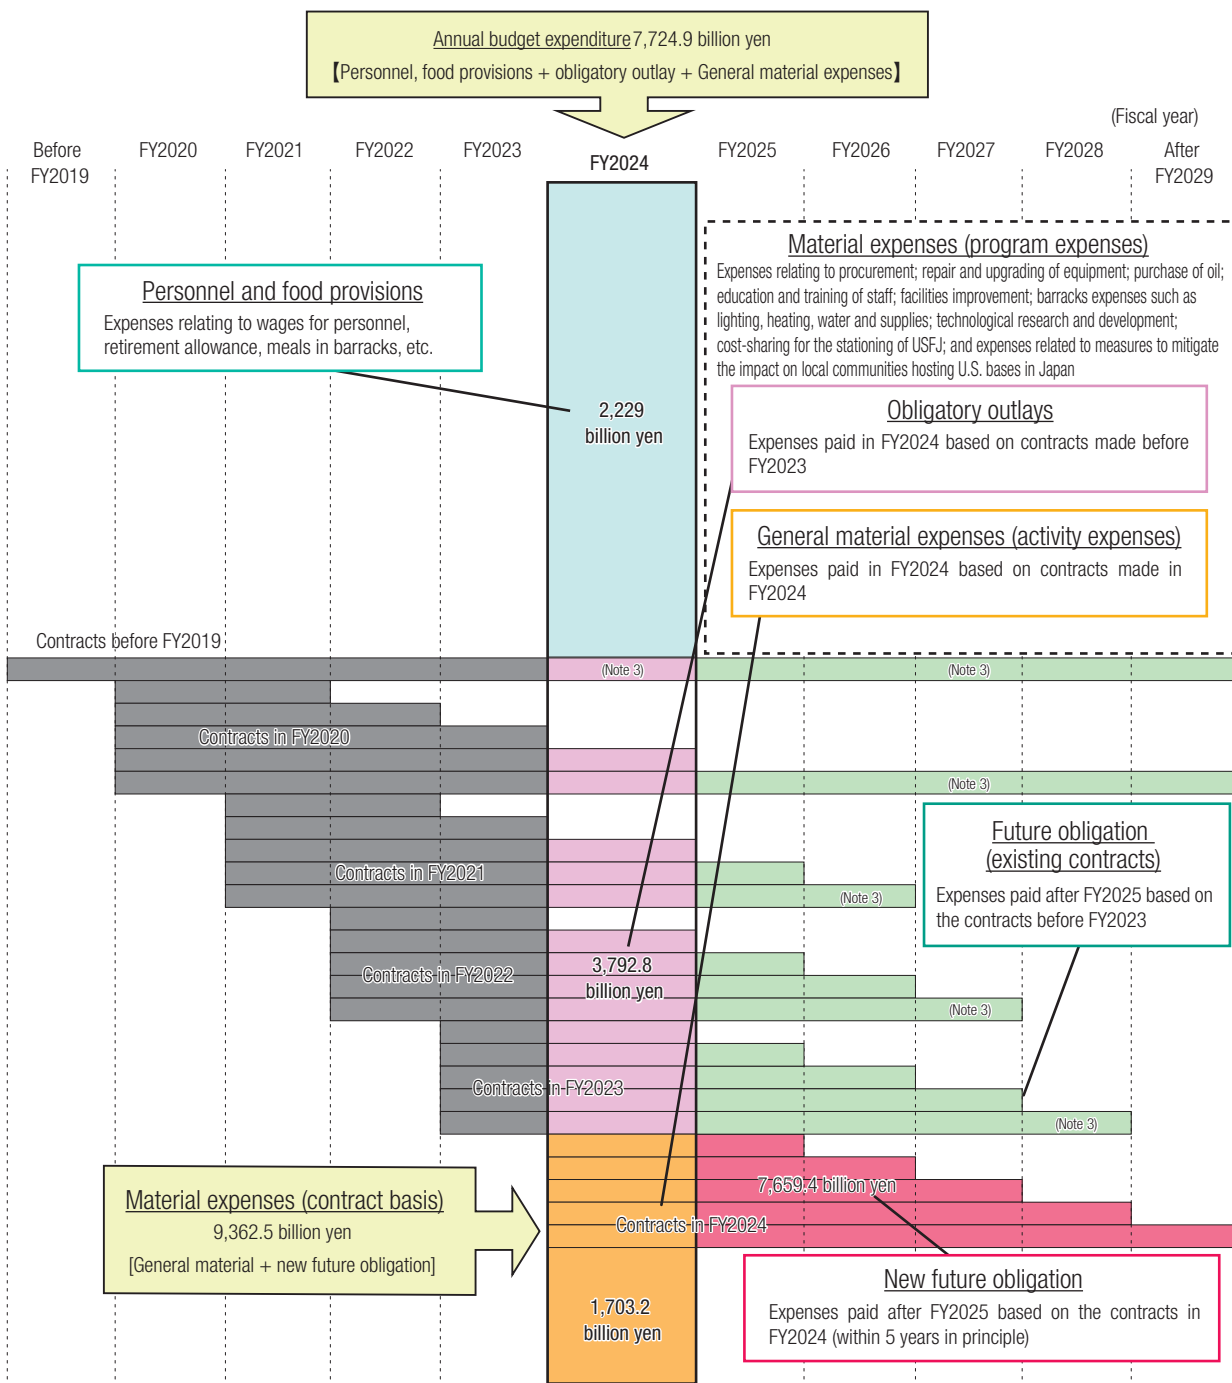 Annual budget expenditure 7,724.9 billion yen
【Personnel, food provisions + obligatory outlay + General material expenses】
(Fiscal year)
Before
FY2019
FY2020
FY2021
FY2022
FY2023
FY2024
FY2025
FY2026
FY2027
FY2028
After
FY2029
Personnel and food provisions
Expenses relating to wages for personnel,
retirement allowance, meals in barracks, etc.
2,229
billion yen
Material expenses (program expenses)
Expenses relating to procurement; repair and upgrading of equipment; purchase of oil;
education and training of staff; facilities improvement; barracks expenses such as
lighting, heating, water and supplies; technological research and development;
cost-sharing for the stationing of USFJ; and expenses related to measures to mitigate
the impact on local communities hosting U.S. bases in Japan
Obligatory outlays
Expenses paid in FY2024 based on contracts made before
FY2023
General material expenses (activity expenses)
Expenses paid in FY2024 based on contracts made in
FY2024
Contracts before FY2019
(Note 3)
(Note 3)
Contracts in FY2020
(Note 3)
Contracts in FY2021
(Note 3)
Future obligation
(existing contracts)
Expenses paid after FY2025 based on
the contracts before FY2023
Contracts in FY2022
3,792.8
billion yen
(Note 3)
Contracts in FY2023
(Note 3)
Material expenses (contract basis)
9,362.5 billion yen
[General material + new future obligation]
7,659.4 billion yen
Contracts in FY2024
1,703.2
billion yen
New future obligation
Expenses paid after FY2025 based on the contracts in
FY2024 (within 5 years in principle)